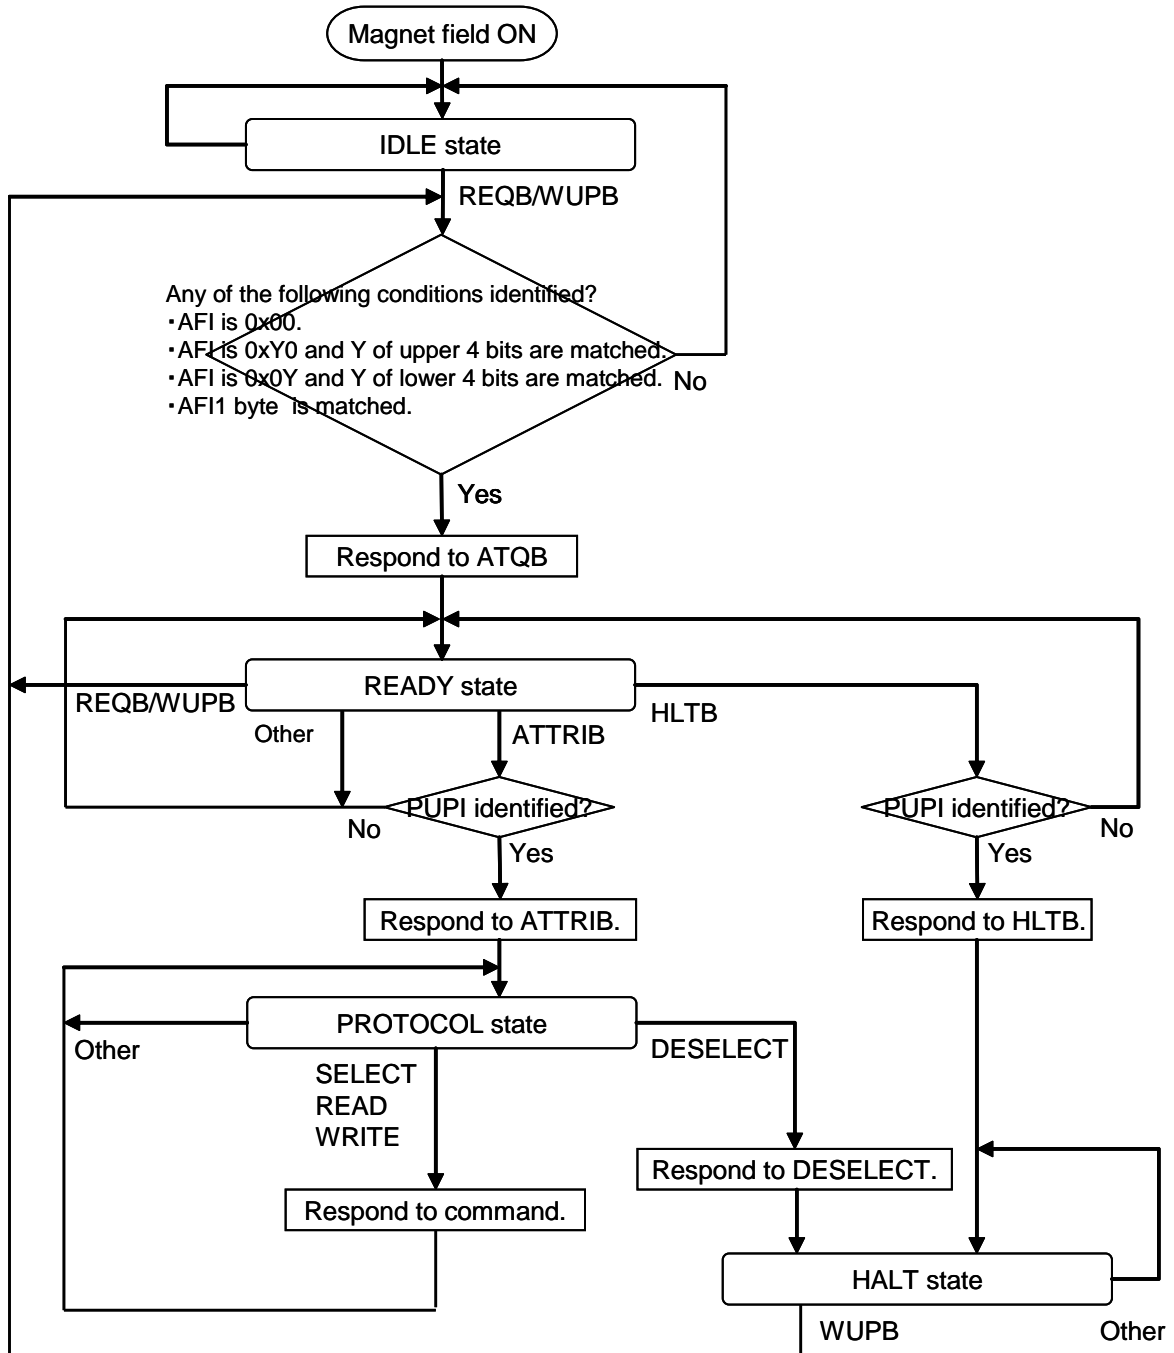 Magnet field ON
IDLE state
REQB/WUPB
Any of the following conditions identified?
・AFI is 0x00.
・AFI is 0xY0 and Y of upper 4 bits are matched.
・AFI is 0x0Y and Y of lower 4 bits are matched.
No
・AFI1 byte is matched.
Yes
Respond to ATQB
READY state
REQB/WUPB
HLTB
Other
ATTRIB
PUPI identified?
PUPI identified?
No
No
Yes
Yes
Respond to ATTRIB.
Respond to HLTB.
PROTOCOL state
Other
DESELECT
SELECT
READ
WRITE
Respond to DESELECT.
Respond to command.
HALT state
WUPB
Other